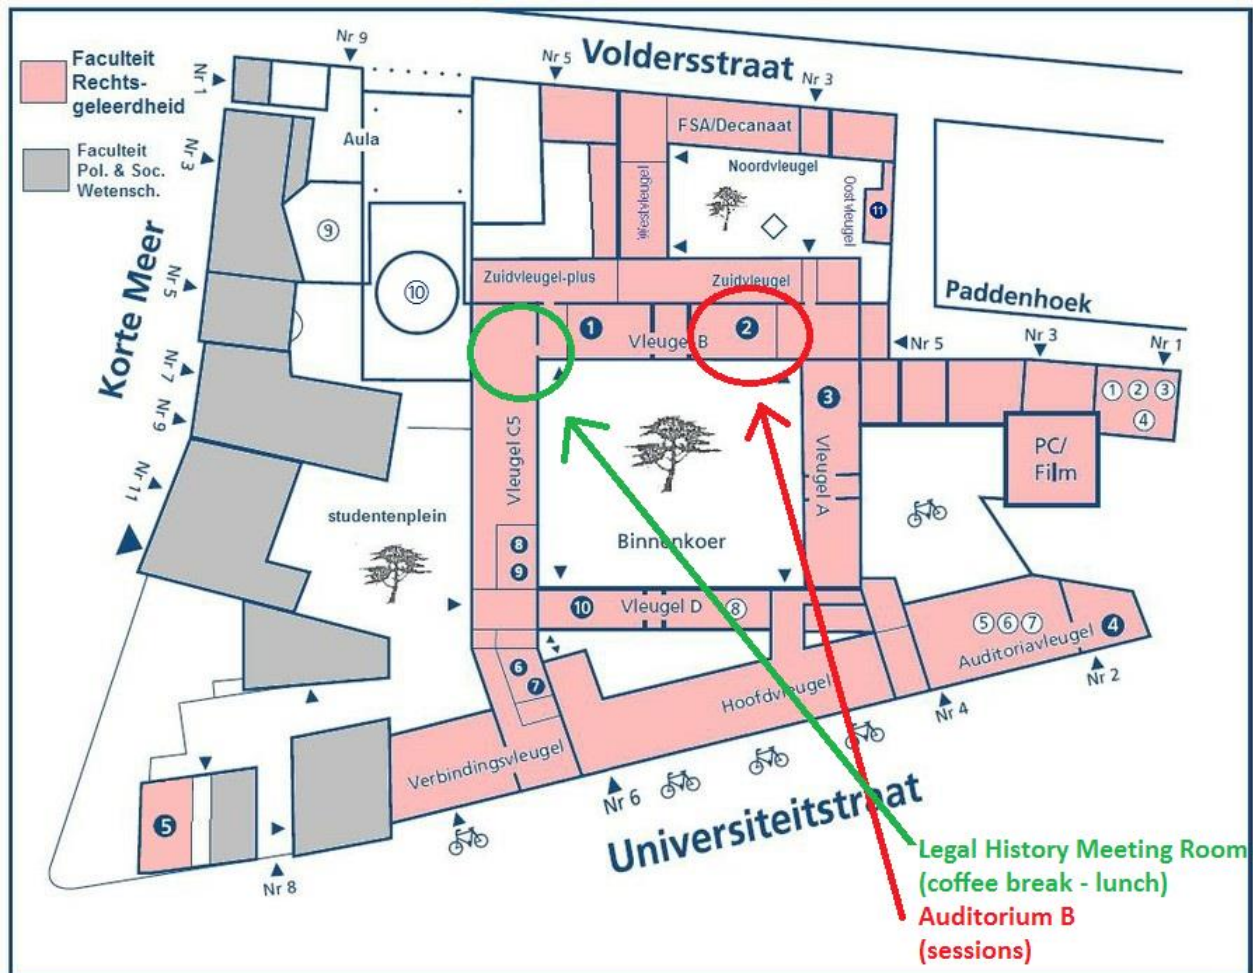 Faculteit
Rechts-
geleerdheid
Faculteit
Pol. & Soc.
Wetensch.
Nr 9
Nr 1
Nr 3
Aula
Nr 5
Voldersstraat
Nr 3
FSA/Decanaat
Noordvleugel
Westvleugel
Oostvleugel
11
9
10
Korte Meer
Nr 5
Nr 7
Nr 9
Nr 11
Zuidvleugel-plus
Zuidvleugel
Paddenhoek
1
Vleugel B
2
Nr 5
Nr 3
Nr 1
3
Vleugel A
1 2 3
4
PC/
Film
Vleugel C5
studentenplein
Binnenkoer
8
9
10
Vleugel D
8
5 6 7
Auditoriavleugel
4
Nr 2
Nr 4
6
7
Hoofdvleugel
Verbindingsvleugel
Nr 6
Universiteitstraat
5
Nr 8
Legal History Meeting Room
(coffee break - lunch)
Auditorium B
(sessions)